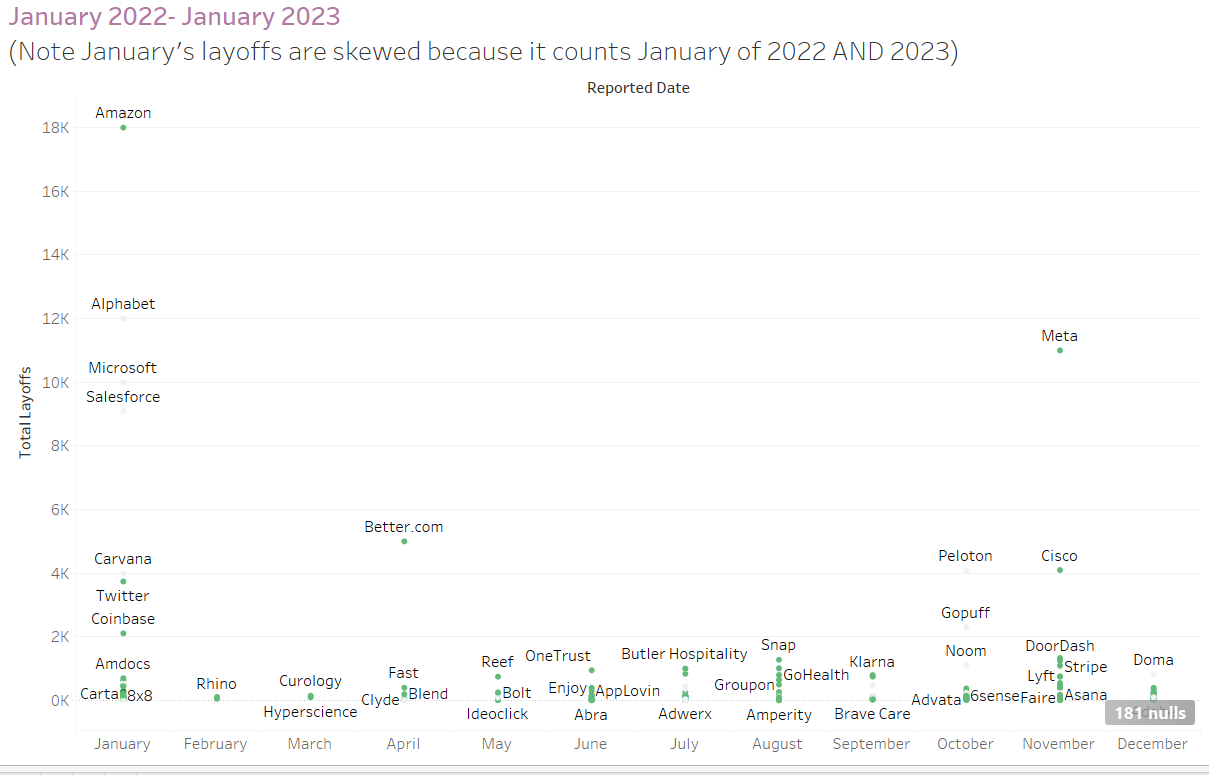 January 2022- January 2023
(Note January's layoffs are skewed because it counts January of 2022 AND 2023)
Reported Date
Total Layoffs
18K
16K
14K
12K
10K
8K
6K
4K
2K
0K
Amazon
Alphabet
Microsoft
Salesforce
Carvana
Twitter
Coinbase
Amdocs
Carta
8x8
Rhino
Curology
Hyperscience
Better.com
Fast
Clyde
Blend
Reef
Bolt
Ideoclick
OneTrust
Enjoy
AppLovin
Abra
Butler Hospitality
Adwerx
Snap
GoHealth
Groupon
Amperity
Klarna
Brave Care
Peloton
Gopuff
Noom
Advata
6sense
Meta
Cisco
DoorDash
Stripe
Lyft
Faire
Asana
Doma
181 nulls
January
February
March
April
May
June
July
August
September
October
November
December